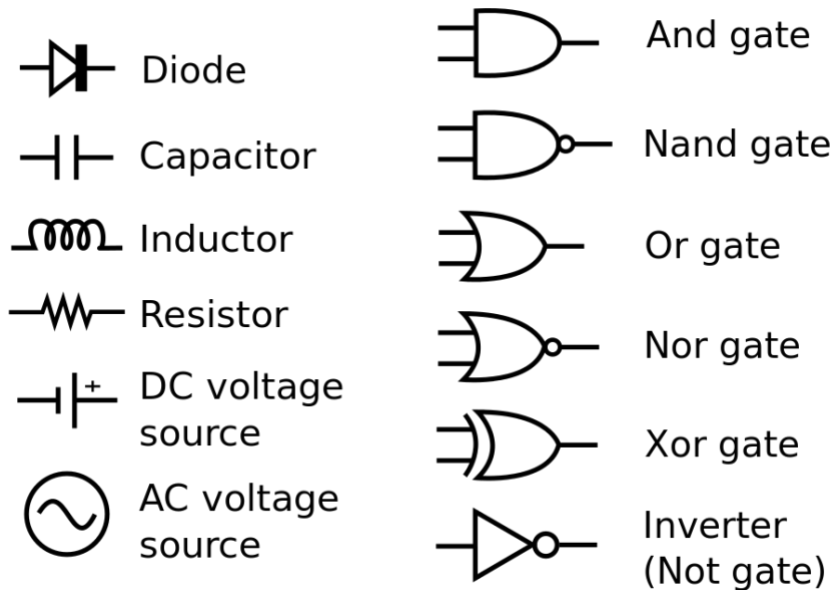 Diode
Capacitor
Inductor
Resistor
+
DC voltage
source
AC voltage
source
And gate
Nand gate
Or gate
Nor gate
Xor gate
Inverter
(Not gate)